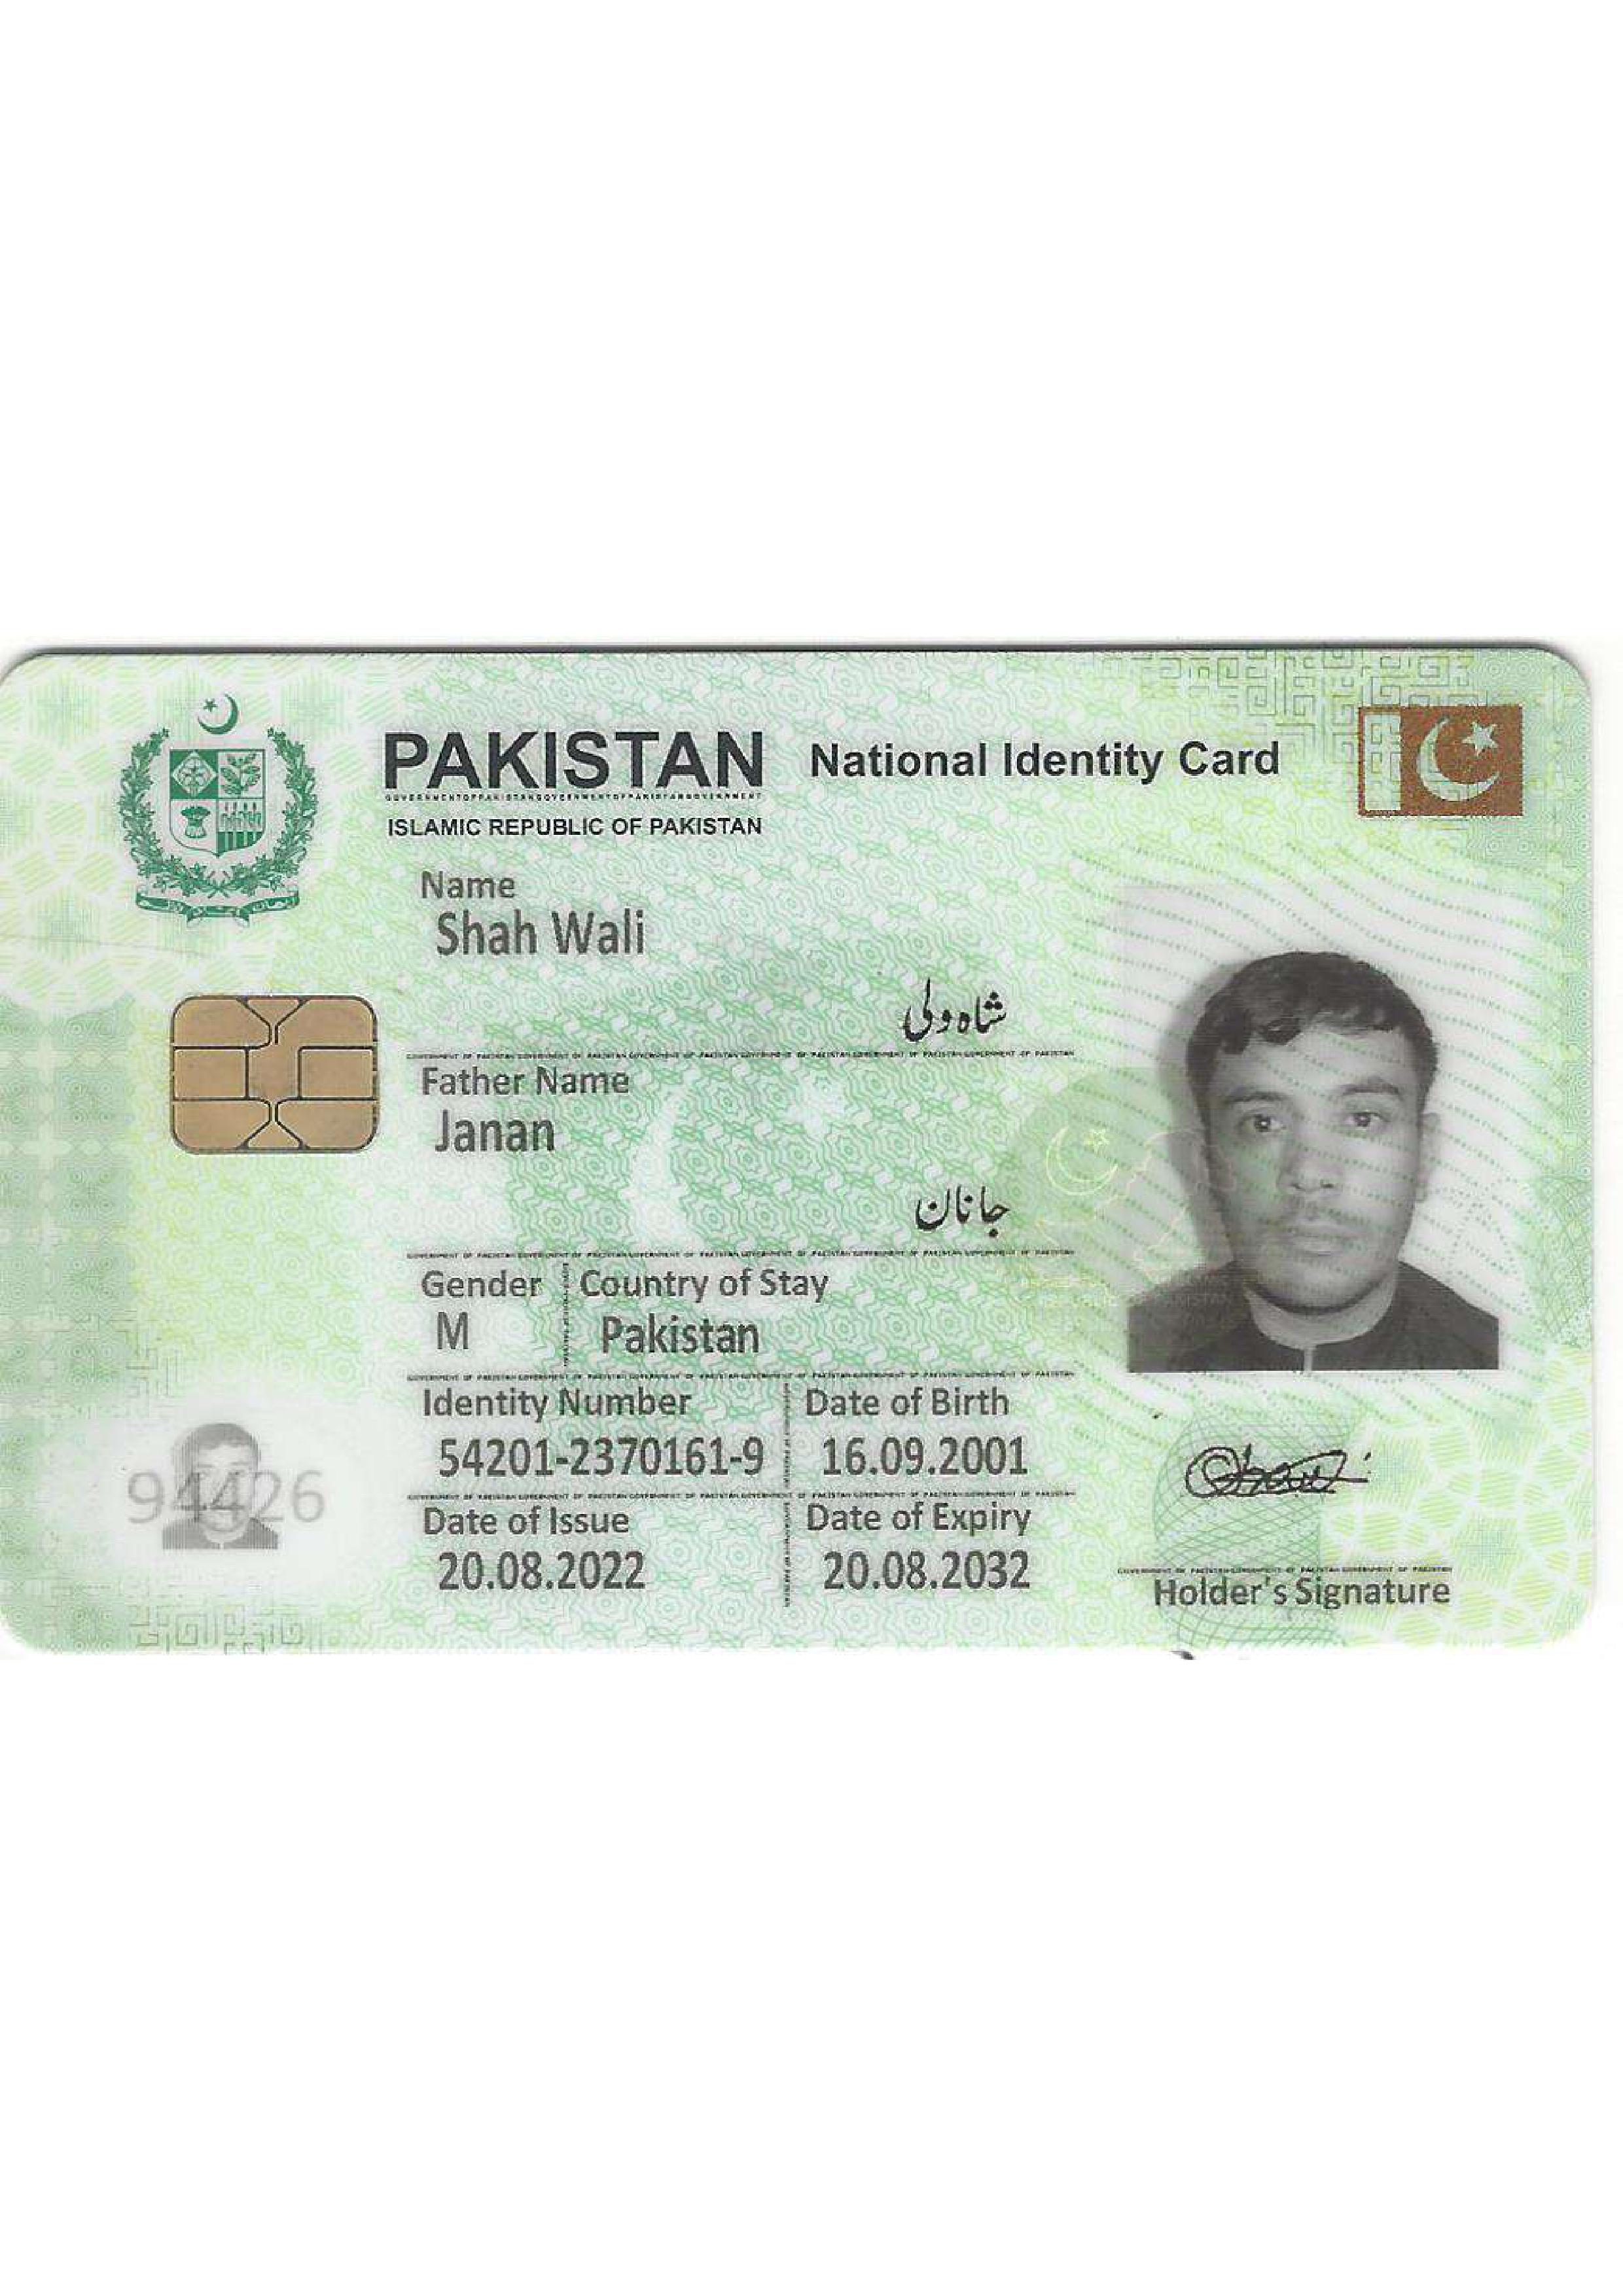 PAKISTAN National Identity Card
ISLAMIC REPUBLIC OF PAKISTAN
Name
Shah Wali
شاہ ولی
Father Name
Janan
جانان
Gender Country of Stay
M Pakistan
Identity Number Date of Birth
54201-2370161-9 16.09.2001
94426
Date of Issue Date of Expiry
20.08.2022 20.08.2032
Holder's Signature